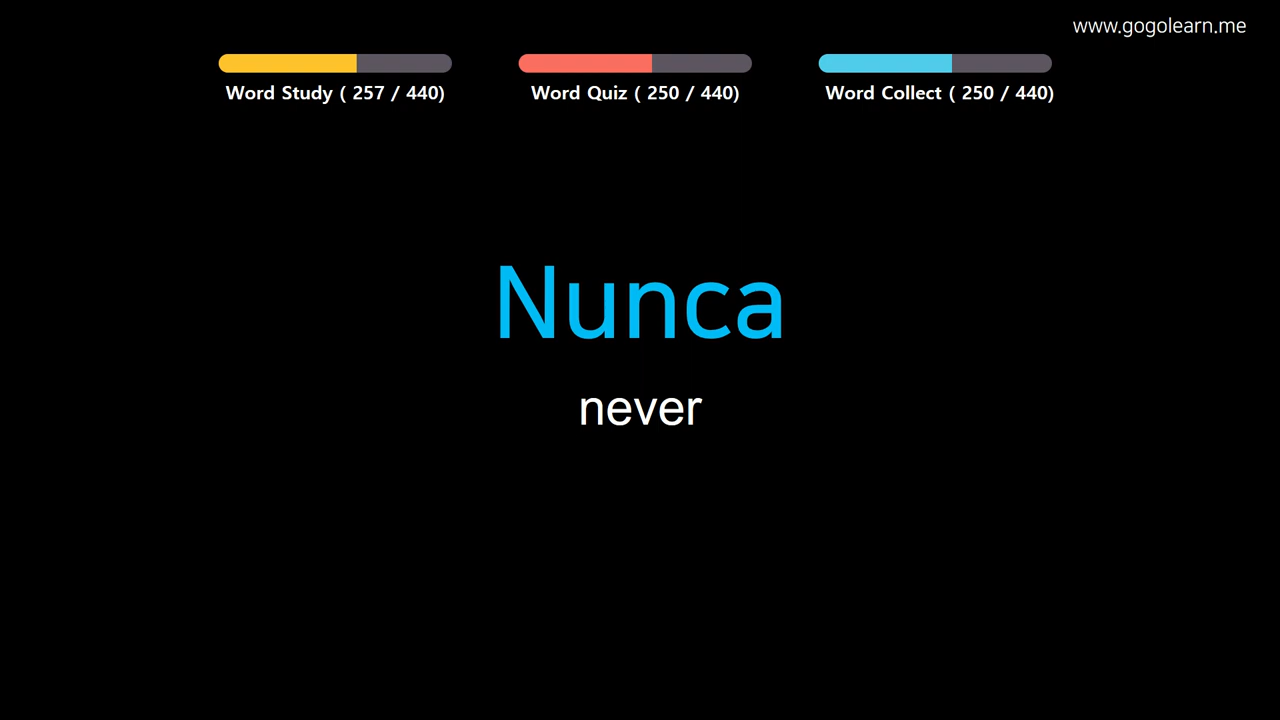 www.gogolearn.me
Word Study ( 257 / 440)
Word Quiz ( 250 / 440)
Word Collect ( 250 / 440)
Nunca
never